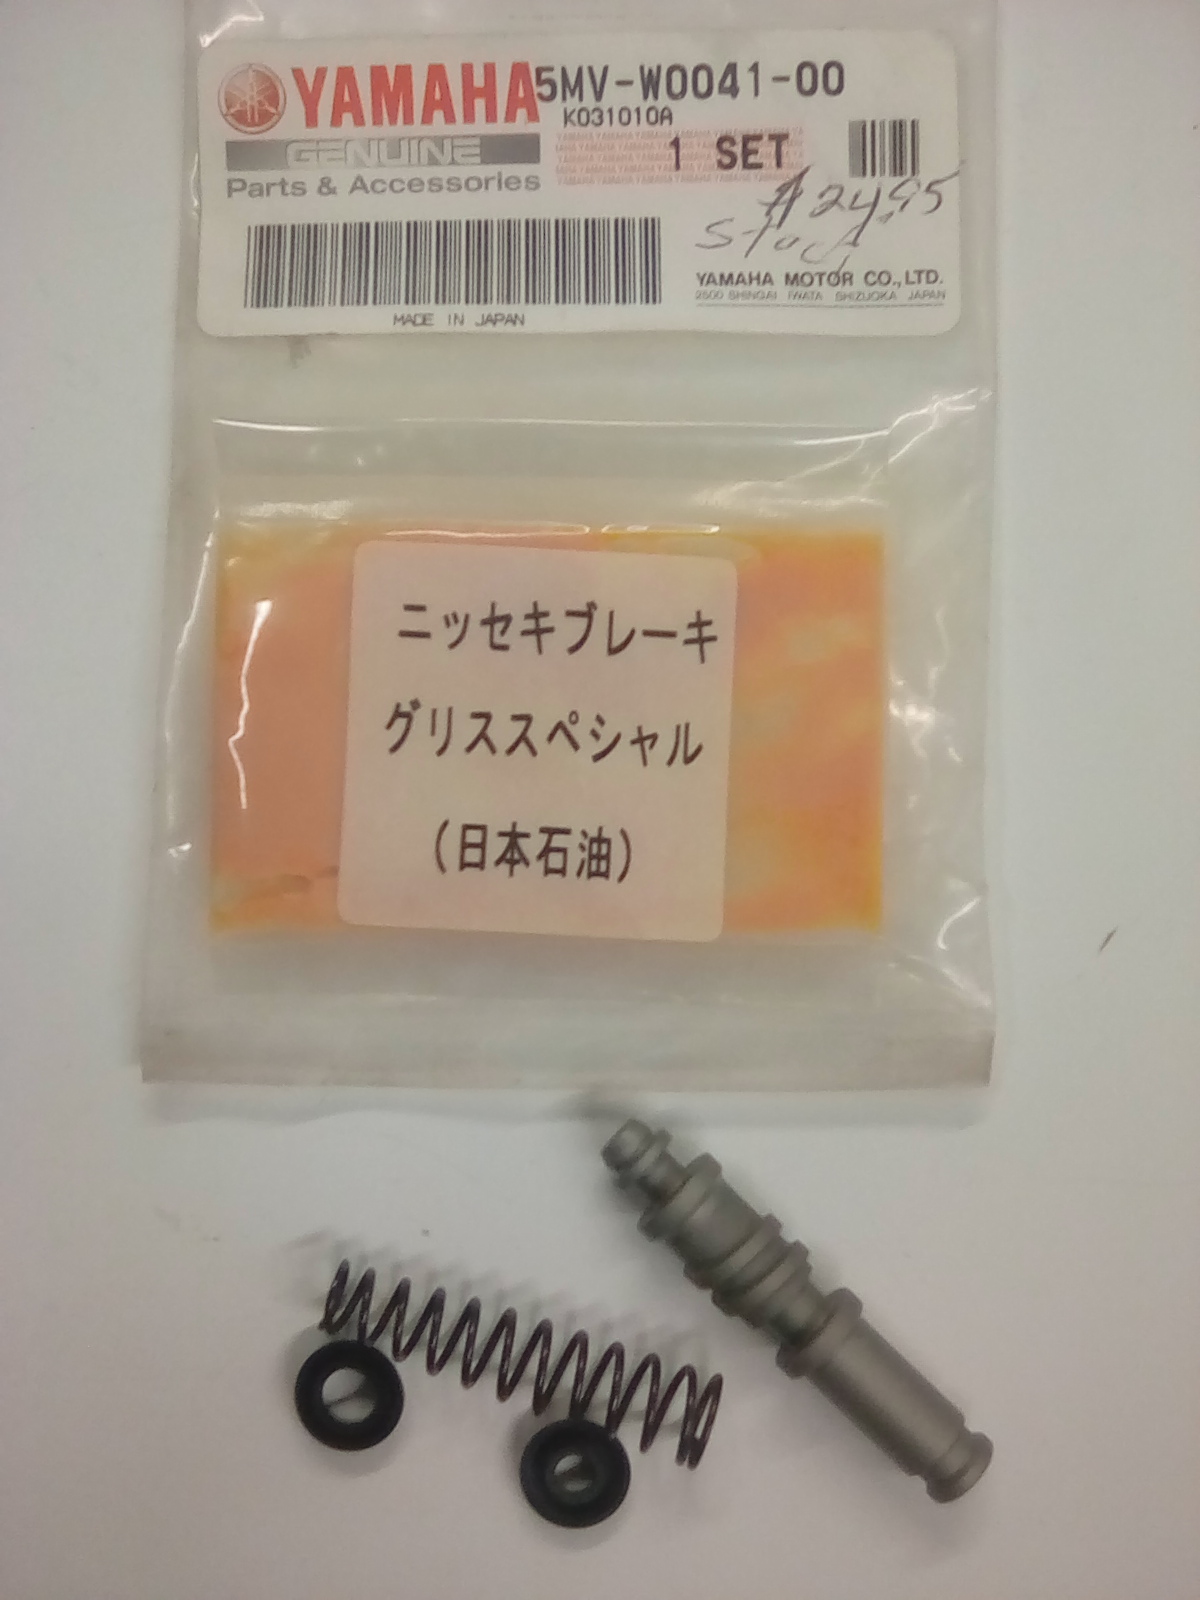 YAMAHA 5MV-W0041-00
K031010A
GENUINE
1 SET
Parts & Accessories
$24.95
Stock
YAMAHA MOTOR CO.,LTD.
2500 SHINGAI IWATA SHIZUOKA JAPAN
MADE IN JAPAN
ニッセキブレーキ
グリススペシャル
(日本石油)